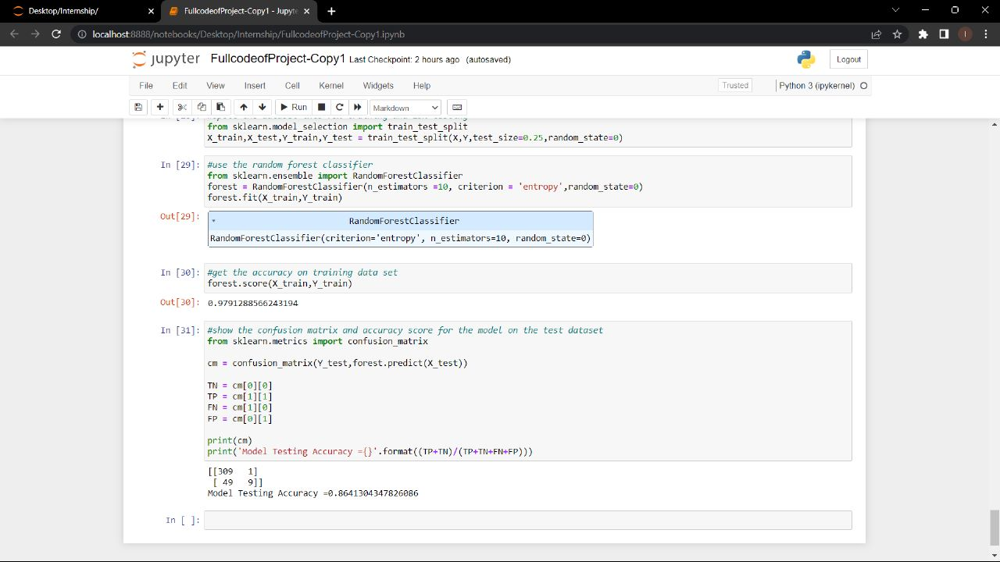 Desktop/Internship/
FullcodeofProject-Copy1 - Jupyte
localhost:8888/notebooks/Desktop/Internship/FullcodeofProject-Copy1.ipynb
I
jupyter FullcodeofProject-Copy1 Last Checkpoint: 2 hours ago (autosaved)
Logout
File Edit View Insert Cell Kernel Widgets Help
Trusted
Python 3 (ipykernel)
Run
Markdown
from sklearn.model_selection import train_test_split
X_train,X_test,Y_train,Y_test = train_test_split(X,Y,test_size=0.25,random_state=0)
In [29]: #use the random forest classifier
from sklearn.ensemble import RandomForestClassifier
forest = RandomForestClassifier(n_estimators =10, criterion = 'entropy',random_state=0)
forest.fit(X_train,Y_train)
Out[29]: RandomForestClassifier
RandomForestClassifier(criterion='entropy', n_estimators=10, random_state=0)
In [30]: #get the accuracy on training data set
forest.score(X_train,Y_train)
Out[30]: 0.9791288566243194
In [31]: #show the confusion matrix and accuracy score for the model on the test dataset
from sklearn.metrics import confusion_matrix
cm = confusion_matrix(Y_test,forest.predict(X_test))
TN = cm[0][0]
TP = cm[1][1]
FN = cm[1][0]
FP = cm[0][1]
print(cm)
print('Model Testing Accuracy ={}'.format((TP+TN)/(TP+TN+FN+FP)))
[[309 1]
[ 49 9]]
Model Testing Accuracy =0.8641304347826086
In [ ]: